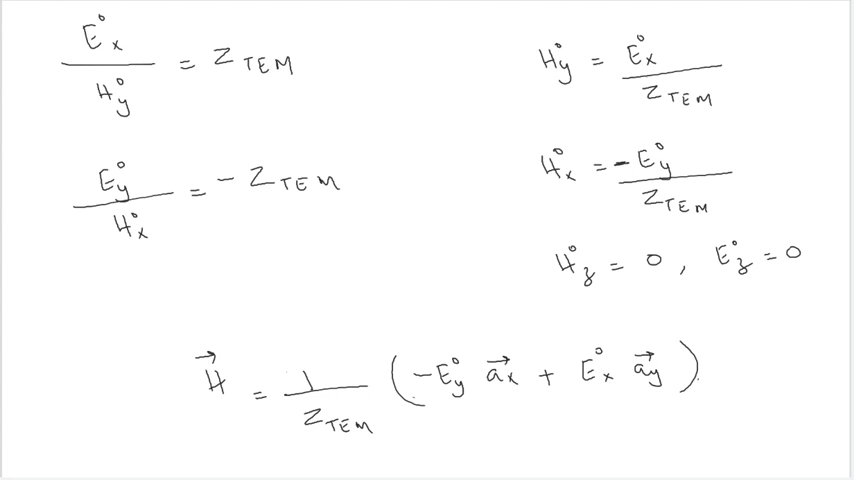 E°x / H°y = Z TEM
H°y = E°x / Z TEM
E°y / H°x = - Z TEM
H°x = - E°y / Z TEM
H°z = 0 , E°z = 0
H⃗ = 1 / Z TEM ( - E°y a⃗x + E°x a⃗y )